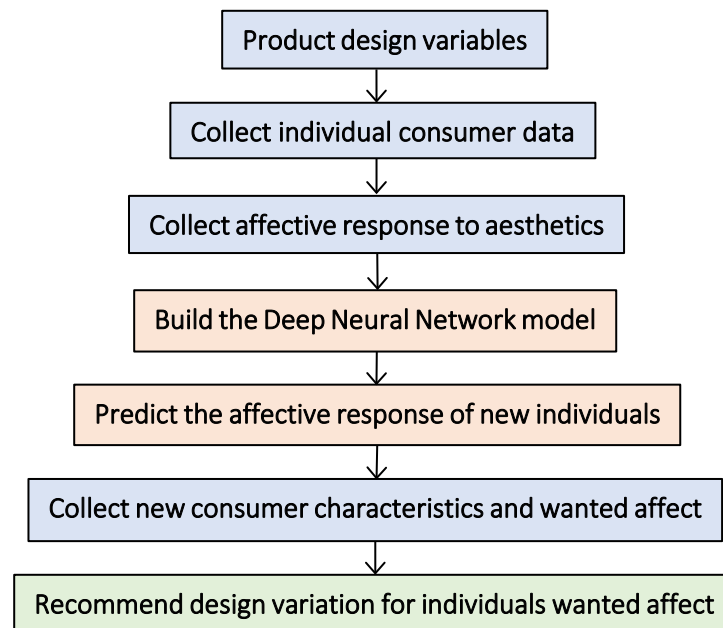 Product design variables
Collect individual consumer data
Collect affective response to aesthetics
Build the Deep Neural Network model
Predict the affective response of new individuals
Collect new consumer characteristics and wanted affect
Recommend design variation for individuals wanted affect